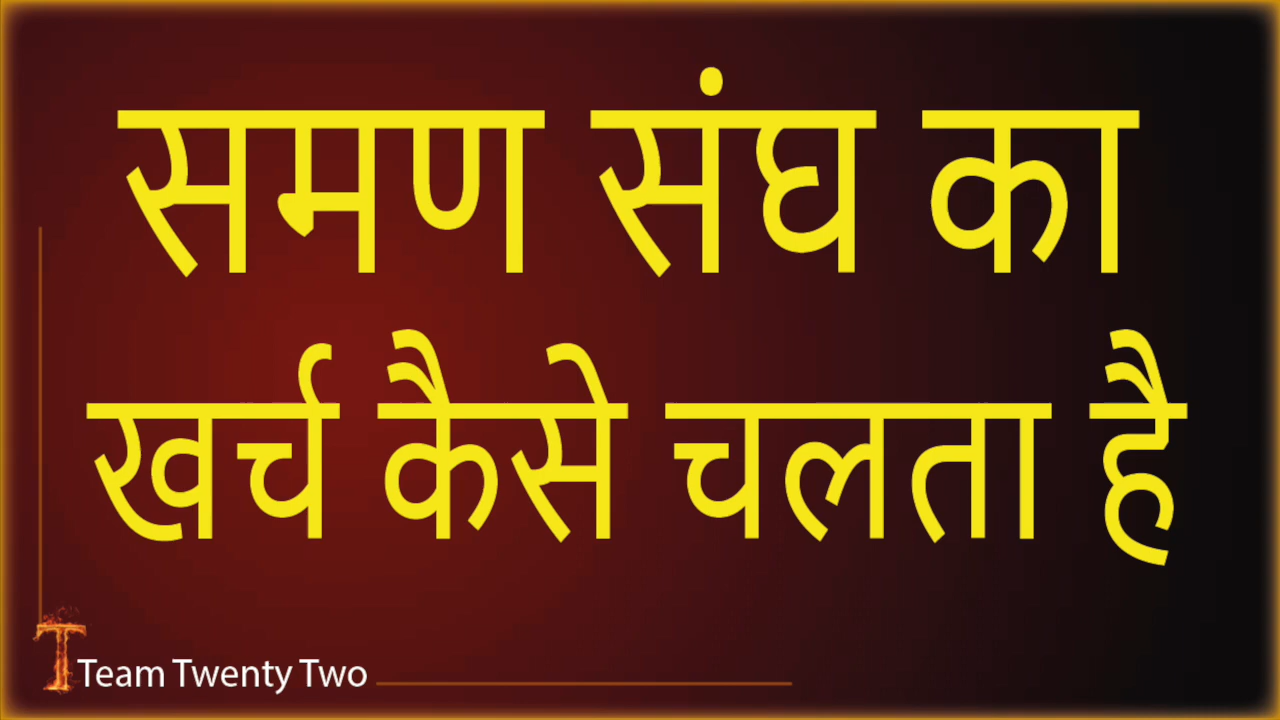 समण संघ का
खर्च कैसे चलता है
Team Twenty Two